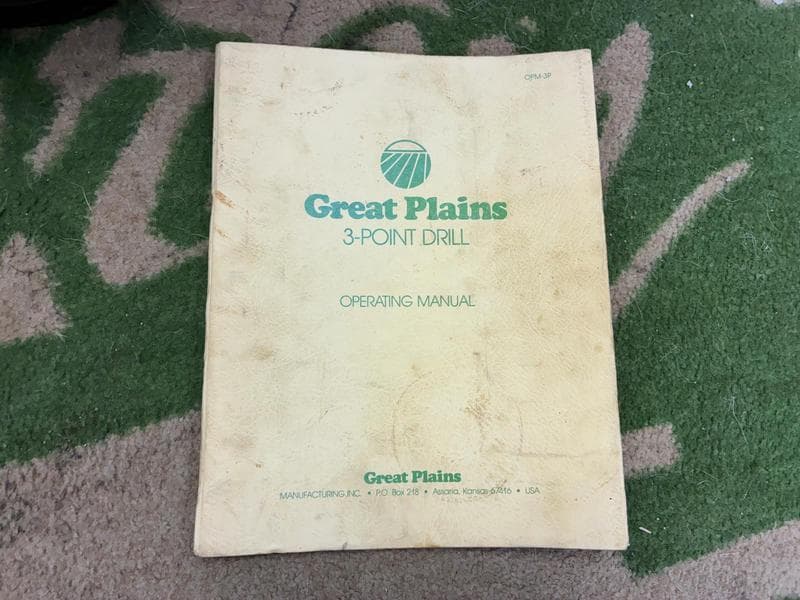 OPM-3P
Great Plains
3-POINT DRILL
OPERATING MANUAL
Great Plains
MANUFACTURING, INC. • P.O. Box 218 • Assaria, Kansas 67416 • USA